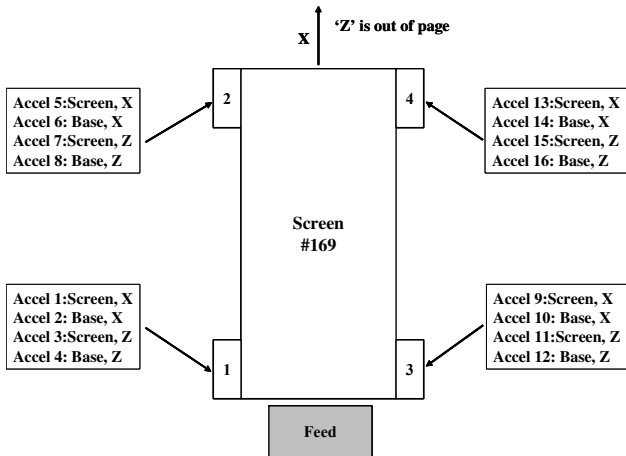 X
‘Z’ is out of page
Accel 5:Screen, X
Accel 6: Base, X
Accel 7:Screen, Z
Accel 8: Base, Z
2
4
Accel 13:Screen, X
Accel 14: Base, X
Accel 15:Screen, Z
Accel 16: Base, Z
Screen
#169
Accel 1:Screen, X
Accel 2: Base, X
Accel 3:Screen, Z
Accel 4: Base, Z
1
3
Accel 9:Screen, X
Accel 10: Base, X
Accel 11:Screen, Z
Accel 12: Base, Z
Feed